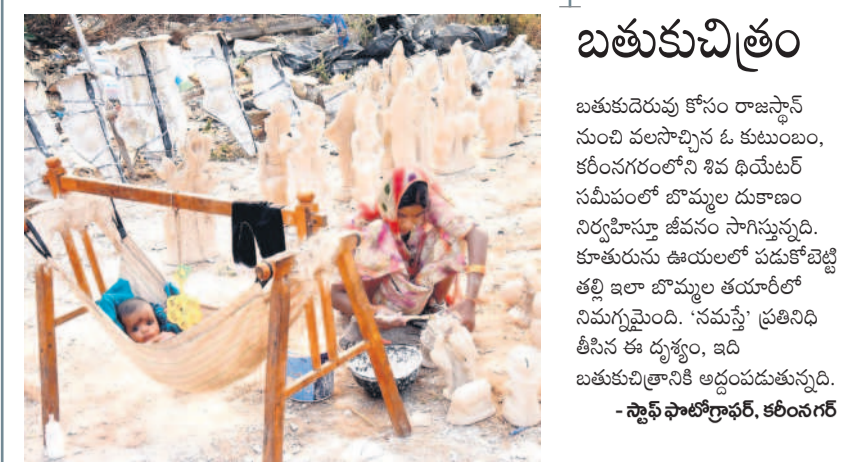 బతుకుచిత్రం
బతుకుదెరువు కోసం రాజస్థాన్
నుంచి వలసొచ్చిన ఓ కుటుంబం,
కరీంనగరంలోని శివ థియేటర్
సమీపంలో బొమ్మల దుకాణం
నిర్వహిస్తూ జీవనం సాగిస్తున్నది.
కూతురును ఊయలలో పడుకోబెట్టి
తల్లి ఇలా బొమ్మల తయారీలో
నిమగ్నమైంది. ‘నమస్తే’ ప్రతినిధి
తీసిన ఈ దృశ్యం, ఇది
బతుకుచిత్రానికి అద్దంపడుతున్నది.
- స్టాఫ్ ఫొటోగ్రాఫర్, కరీంనగర్